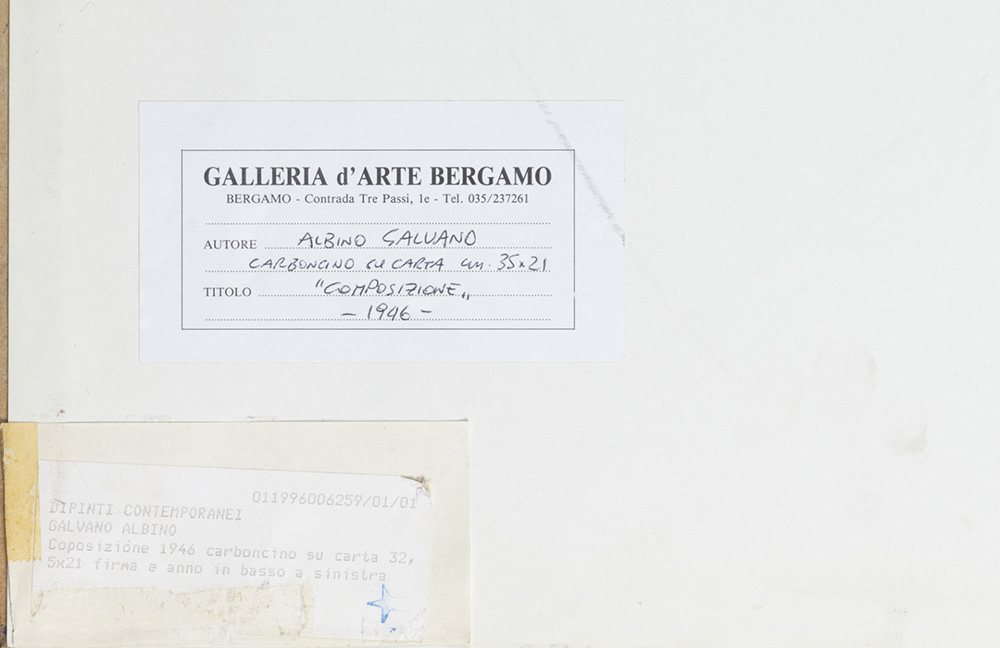 GALLERIA d'ARTE BERGAMO
BERGAMO - Contrada Tre Passi, 1e - Tel. 035/237261
AUTORE ALBINO GALVANO
CARBONCINO su CARTA cm. 35x21
TITOLO "COMPOSIZIONE„
- 1946 -
011996006259/01/01
DIPINTI CONTEMPORANEI
GALVANO ALBINO
Coposizióne 1946 carboncino su carta 32,
5x21 firma e anno in basso a sinistra